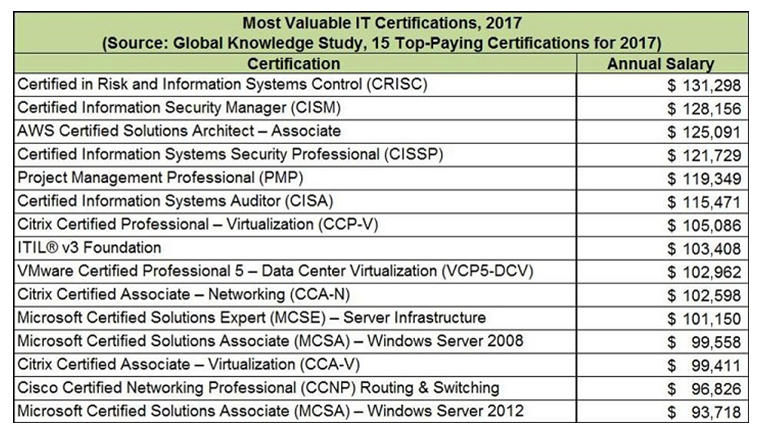 Most Valuable IT Certifications, 2017
(Source: Global Knowledge Study, 15 Top-Paying Certifications for 2017)
Certification Annual Salary
Certified in Risk and Information Systems Control (CRISC) $ 131,298
Certified Information Security Manager (CISM) $ 128,156
AWS Certified Solutions Architect – Associate $ 125,091
Certified Information Systems Security Professional (CISSP) $ 121,729
Project Management Professional (PMP) $ 119,349
Certified Information Systems Auditor (CISA) $ 115,471
Citrix Certified Professional – Virtualization (CCP-V) $ 105,086
ITIL® v3 Foundation $ 103,408
VMware Certified Professional 5 – Data Center Virtualization (VCP5-DCV) $ 102,962
Citrix Certified Associate – Networking (CCA-N) $ 102,598
Microsoft Certified Solutions Expert (MCSE) – Server Infrastructure $ 101,150
Microsoft Certified Solutions Associate (MCSA) – Windows Server 2008 $ 99,558
Citrix Certified Associate – Virtualization (CCA-V) $ 99,411
Cisco Certified Networking Professional (CCNP) Routing & Switching $ 96,826
Microsoft Certified Solutions Associate (MCSA) – Windows Server 2012 $ 93,718